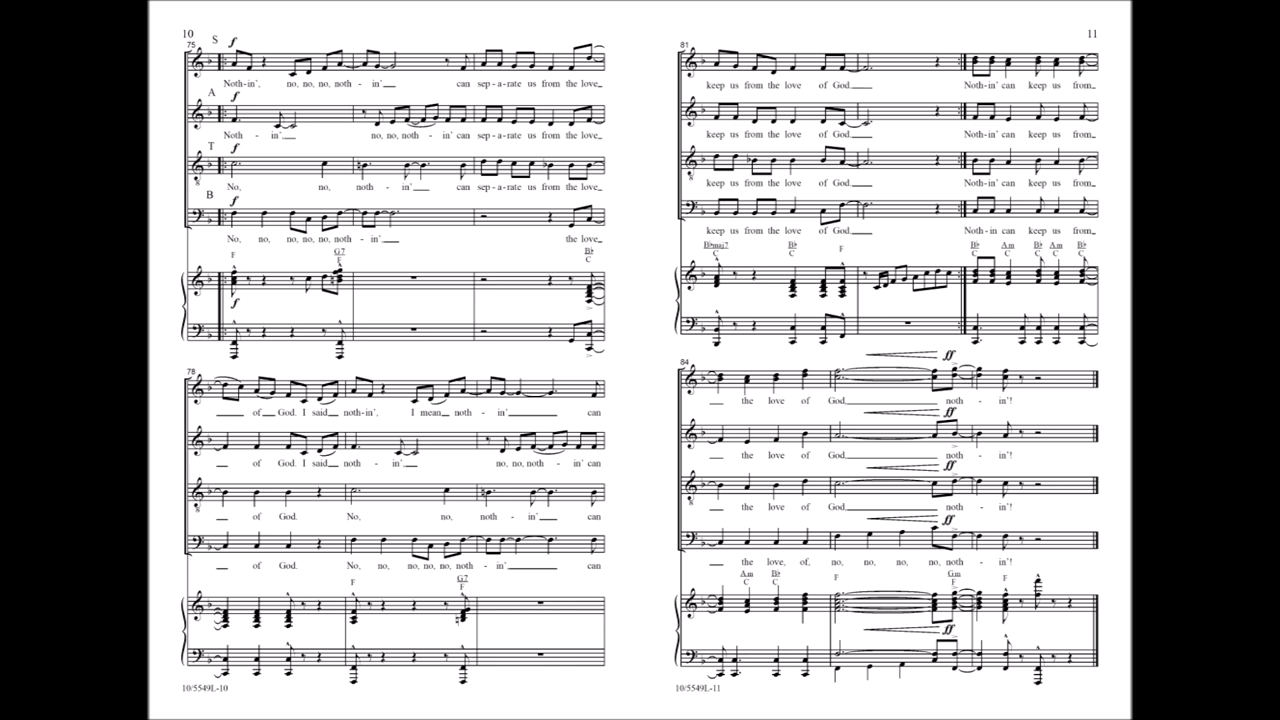 10
75
S
f
Noth-in', no, no, no, noth - in' can sep-a-rate us from the love
A
f
Noth - in', no, no, noth - in' can sep-a-rate us from the love
T
f
No, no, noth - in' can sep-a-rate us from the love
B
f
No, no, no, no, no, noth - in', the love
F G7/F B♭/C
f
78
of God. I said noth-in', I mean noth - in' can
of God. I said noth - in' no, no, noth - in' can
of God. No, no, noth - in' can
of God. No, no, no, no, no, noth - in' can
F G7/F
10/5549L-10
11
81
keep us from the love of God. Noth-in' can keep us from
keep us from the love of God. Noth-in' can keep us from
keep us from the love of God. Noth-in' can keep us from
keep us from the love of God. Noth-in can keep us from
B♭maj7/C B♭/C F B♭/C Am/C B♭/C Am/C B♭/C
84
ff
the love of God, noth - in'!
ff
the love of God noth - in'!
ff
the love of God noth - in'!
ff
the love, of, no, no, no, no, noth - in'!
Am/C B♭/C F Gm/F F
ff
10/5549L-11